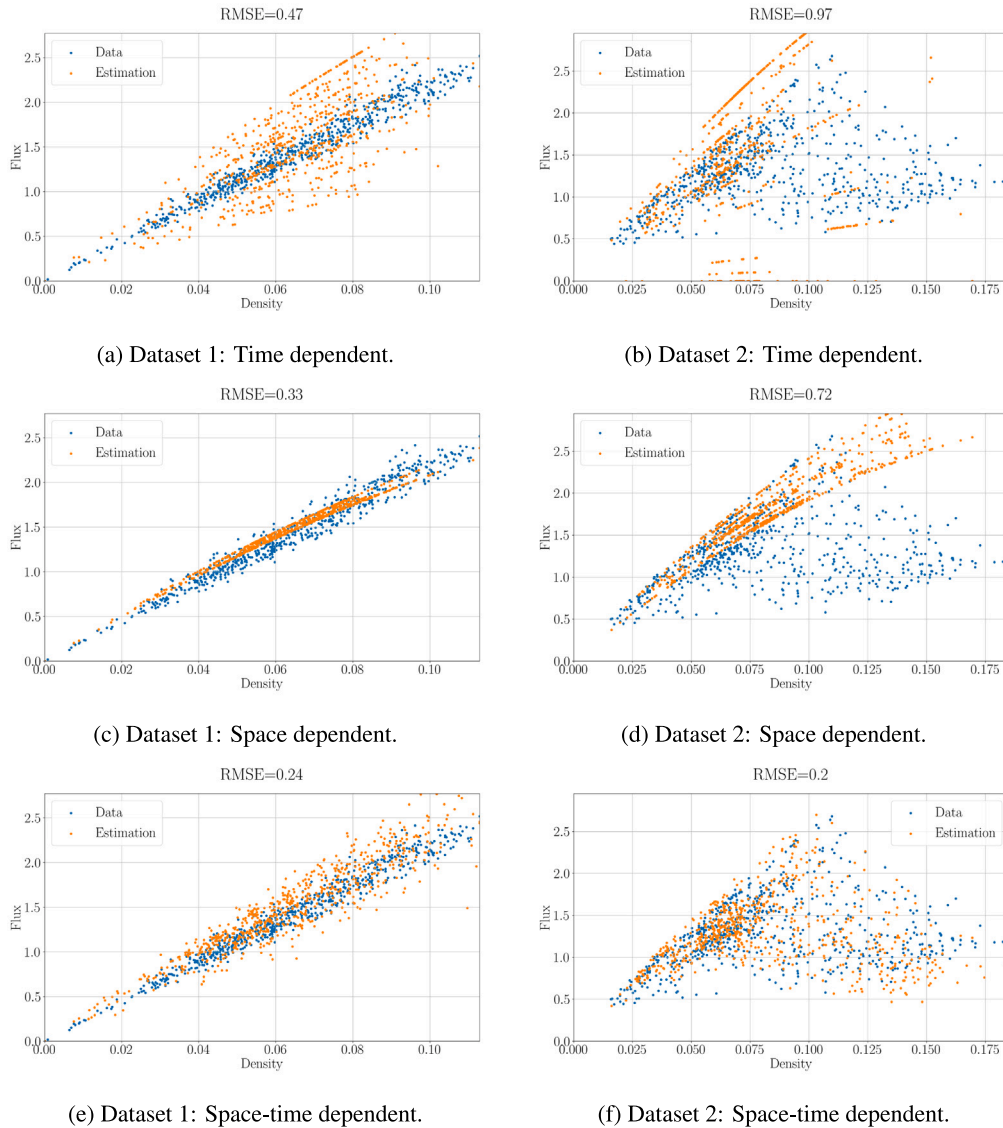 RMSE=0.47
Data
Estimation
2.5
2.0
1.5
1.0
0.5
0.0
Flux
0.00 0.02 0.04 0.06 0.08 0.10
Density
(a) Dataset 1: Time dependent.
RMSE=0.97
Data
Estimation
2.5
2.0
1.5
1.0
0.5
0.0
Flux
0.000 0.025 0.050 0.075 0.100 0.125 0.150 0.175
Density
(b) Dataset 2: Time dependent.
RMSE=0.33
Data
Estimation
2.5
2.0
1.5
1.0
0.5
0.0
Flux
0.00 0.02 0.04 0.06 0.08 0.10
Density
(c) Dataset 1: Space dependent.
RMSE=0.72
Data
Estimation
2.5
2.0
1.5
1.0
0.5
0.0
Flux
0.000 0.025 0.050 0.075 0.100 0.125 0.150 0.175
Density
(d) Dataset 2: Space dependent.
RMSE=0.24
Data
Estimation
2.5
2.0
1.5
1.0
0.5
0.0
Flux
0.00 0.02 0.04 0.06 0.08 0.10
Density
(e) Dataset 1: Space-time dependent.
RMSE=0.2
Data
Estimation
2.5
2.0
1.5
1.0
0.5
0.0
Flux
0.000 0.025 0.050 0.075 0.100 0.125 0.150 0.175
Density
(f) Dataset 2: Space-time dependent.